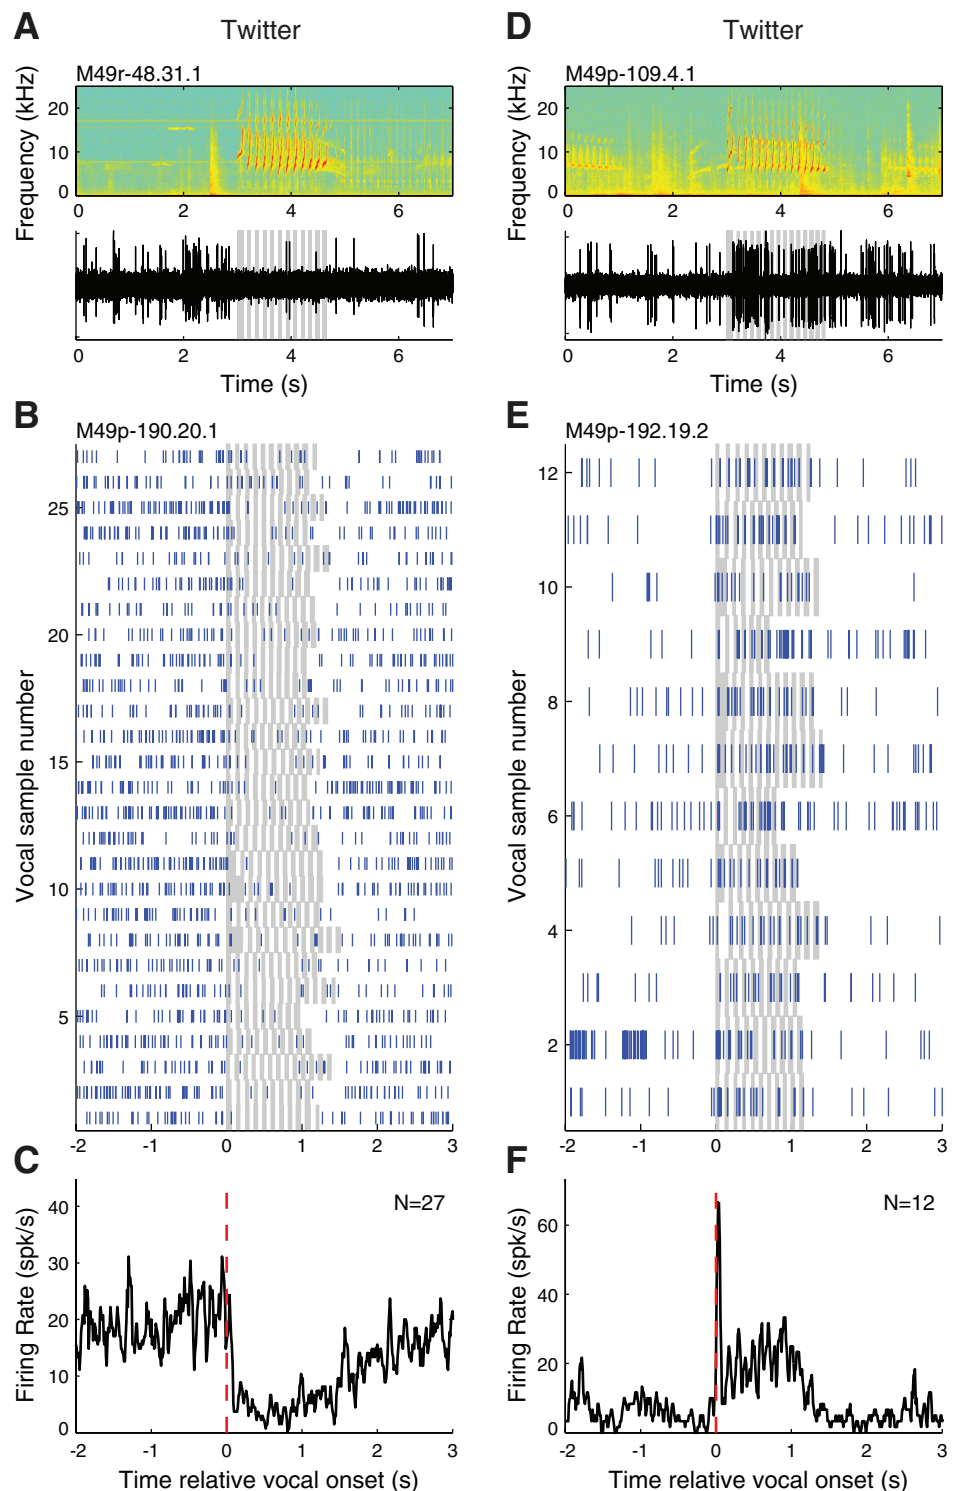 A
Twitter
M49r-48.31.1
Frequency (kHz)
20
10
0
0 2 4 6
0 2 4 6
Time (s)
B
M49p-190.20.1
Vocal sample number
25
20
15
10
5
-2 -1 0 1 2 3
C
N=27
Firing Rate (spk/s)
40
30
20
10
0
-2 -1 0 1 2 3
Time relative vocal onset (s)
D
Twitter
M49p-109.4.1
Frequency (kHz)
20
10
0
0 2 4 6
0 2 4 6
Time (s)
E
M49p-192.19.2
Vocal sample number
12
10
8
6
4
2
-2 -1 0 1 2 3
F
N=12
Firing Rate (spk/s)
60
40
20
0
-2 -1 0 1 2 3
Time relative vocal onset (s)